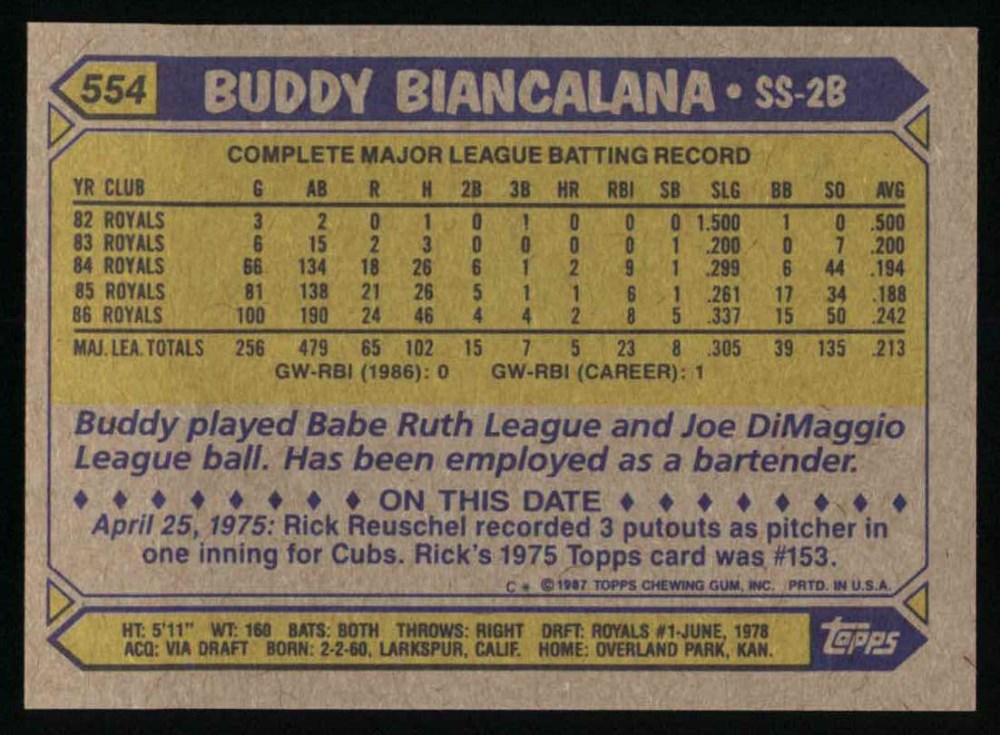 554 BUDDY BIANCALANA • SS-2B
COMPLETE MAJOR LEAGUE BATTING RECORD
YR CLUB G AB R H 2B 3B HR RBI SB SLG BB SO AVG
82 ROYALS 3 2 0 1 0 1 0 0 0 1.500 1 0 .500
83 ROYALS 6 15 2 3 0 0 0 0 1 .200 0 7 .200
84 ROYALS 66 134 18 26 6 1 2 9 1 .299 6 44 .194
85 ROYALS 81 138 21 26 5 1 1 6 1 .261 17 34 .188
86 ROYALS 100 190 24 46 4 4 2 8 5 .337 15 50 .242
MAJ. LEA. TOTALS 256 479 65 102 15 7 5 23 8 .305 39 135 .213
GW-RBI (1986): 0 GW-RBI (CAREER): 1
Buddy played Babe Ruth League and Joe DiMaggio
League ball. Has been employed as a bartender.
♦ ♦ ♦ ♦ ♦ ♦ ♦ ♦ ON THIS DATE ♦ ♦ ♦ ♦ ♦ ♦ ♦ ♦
April 25, 1975: Rick Reuschel recorded 3 putouts as pitcher in
one inning for Cubs. Rick's 1975 Topps card was #153.
C* ©1987 TOPPS CHEWING GUM, INC. PRTD. IN U.S.A.
HT: 5'11" WT: 160 BATS: BOTH THROWS: RIGHT DRFT: ROYALS #1-JUNE, 1978
ACQ: VIA DRAFT BORN: 2-2-60, LARKSPUR, CALIF. HOME: OVERLAND PARK, KAN.
topps